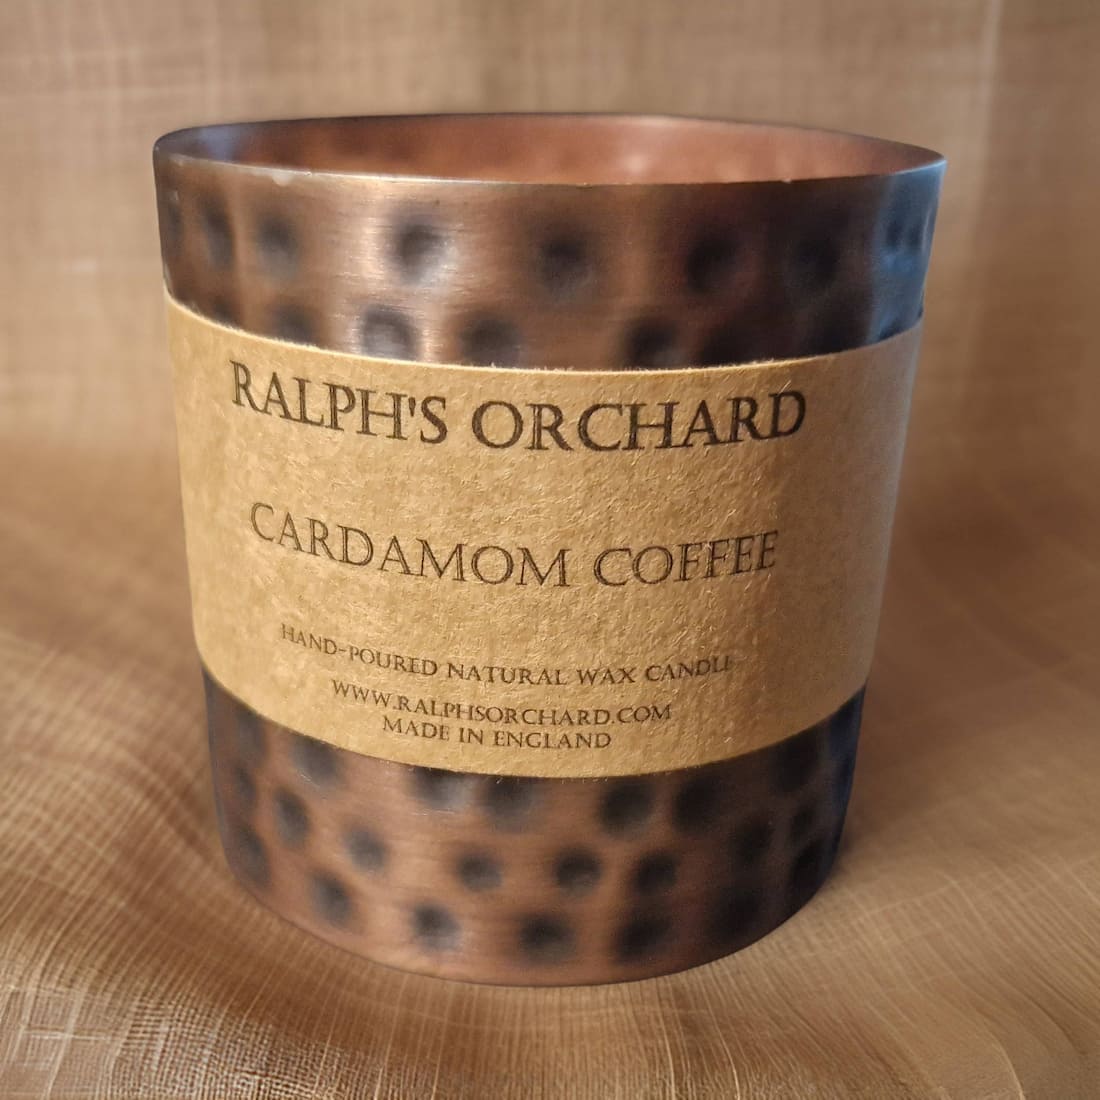 RALPH'S ORCHARD
CARDAMOM COFFEE
HAND-POURED NATURAL WAX CANDLE
WWW.RALPHSORCHARD.COM
MADE IN ENGLAND